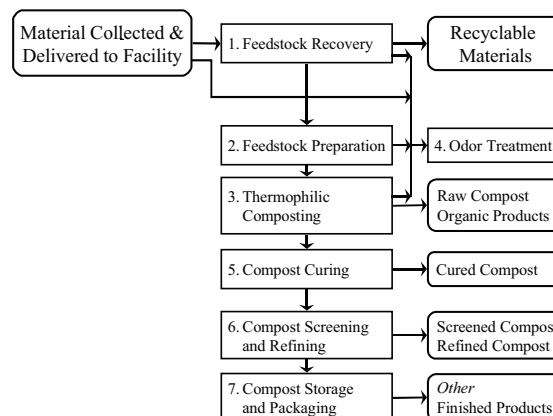 Material Collected &
Delivered to Facility
1. Feedstock Recovery
Recyclable
Materials
2. Feedstock Preparation
4. Odor Treatment
3. Thermophilic
Composting
Raw Compost
Organic Products
5. Compost Curing
Cured Compost
6. Compost Screening
and Refining
Screened Compos
Refined Compost
7. Compost Storage
and Packaging
Other
Finished Products